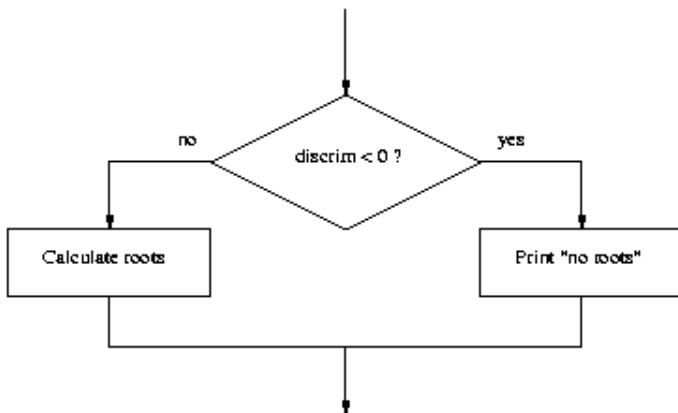 no
discrim < 0 ?
yes
Calculate roots
Print "no roots"